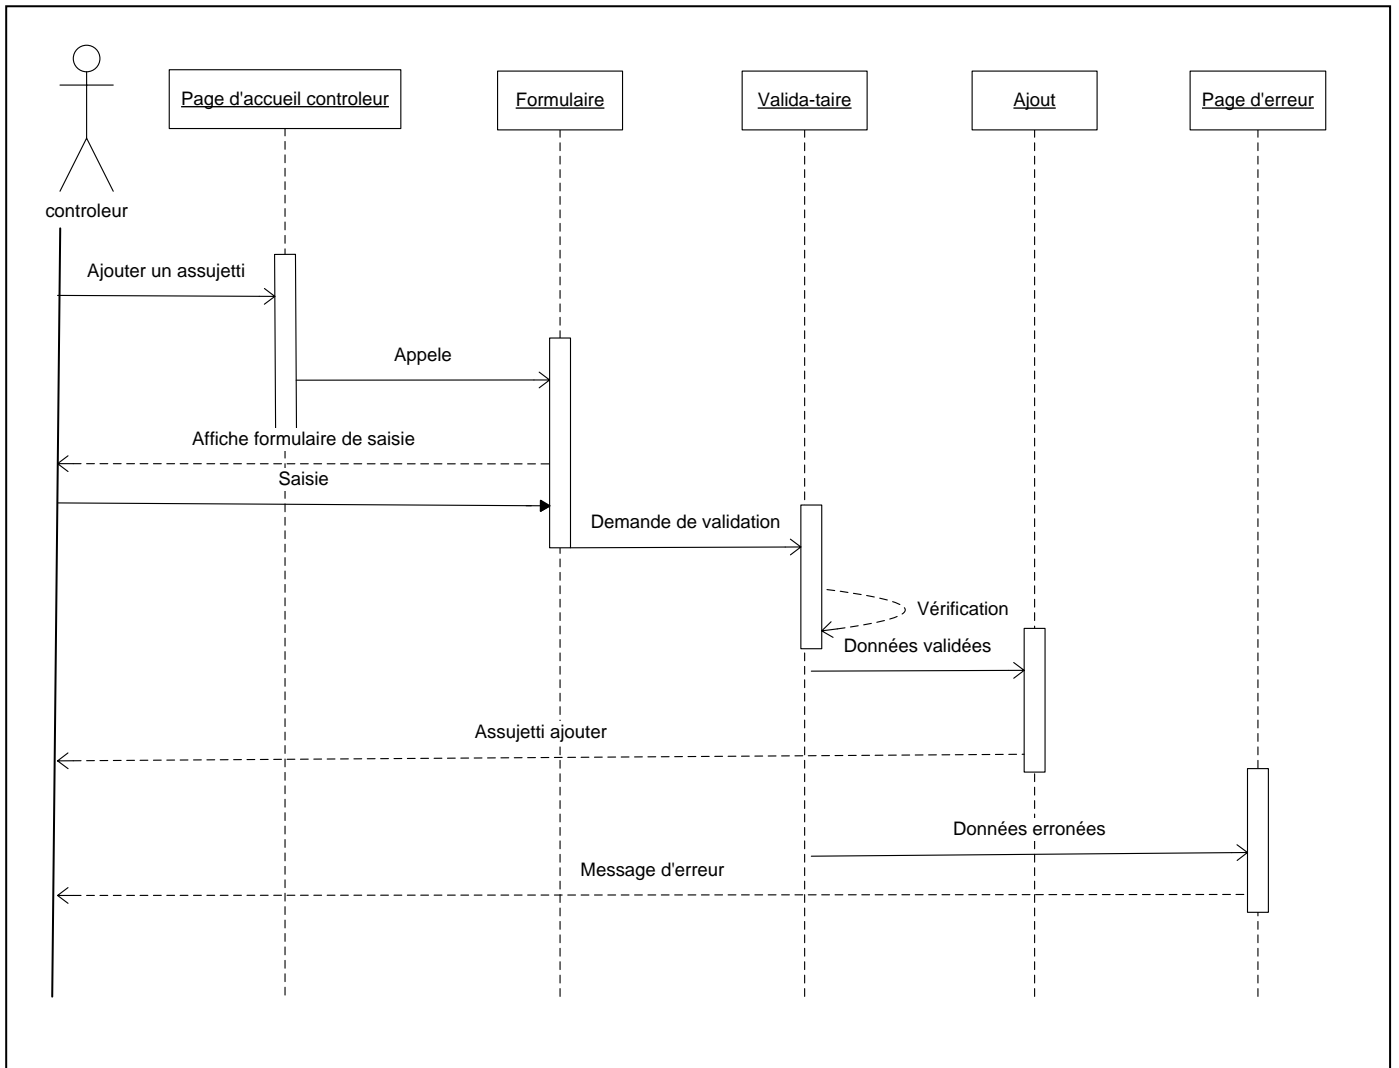 Page d'accueil controleur
Formulaire
Valida-taire
Ajout
Page d'erreur
controleur
Ajouter un assujetti
Appele
Affiche formulaire de saisie
Saisie
Demande de validation
Vérification
Données validées
Assujetti ajouter
Données erronées
Message d'erreur